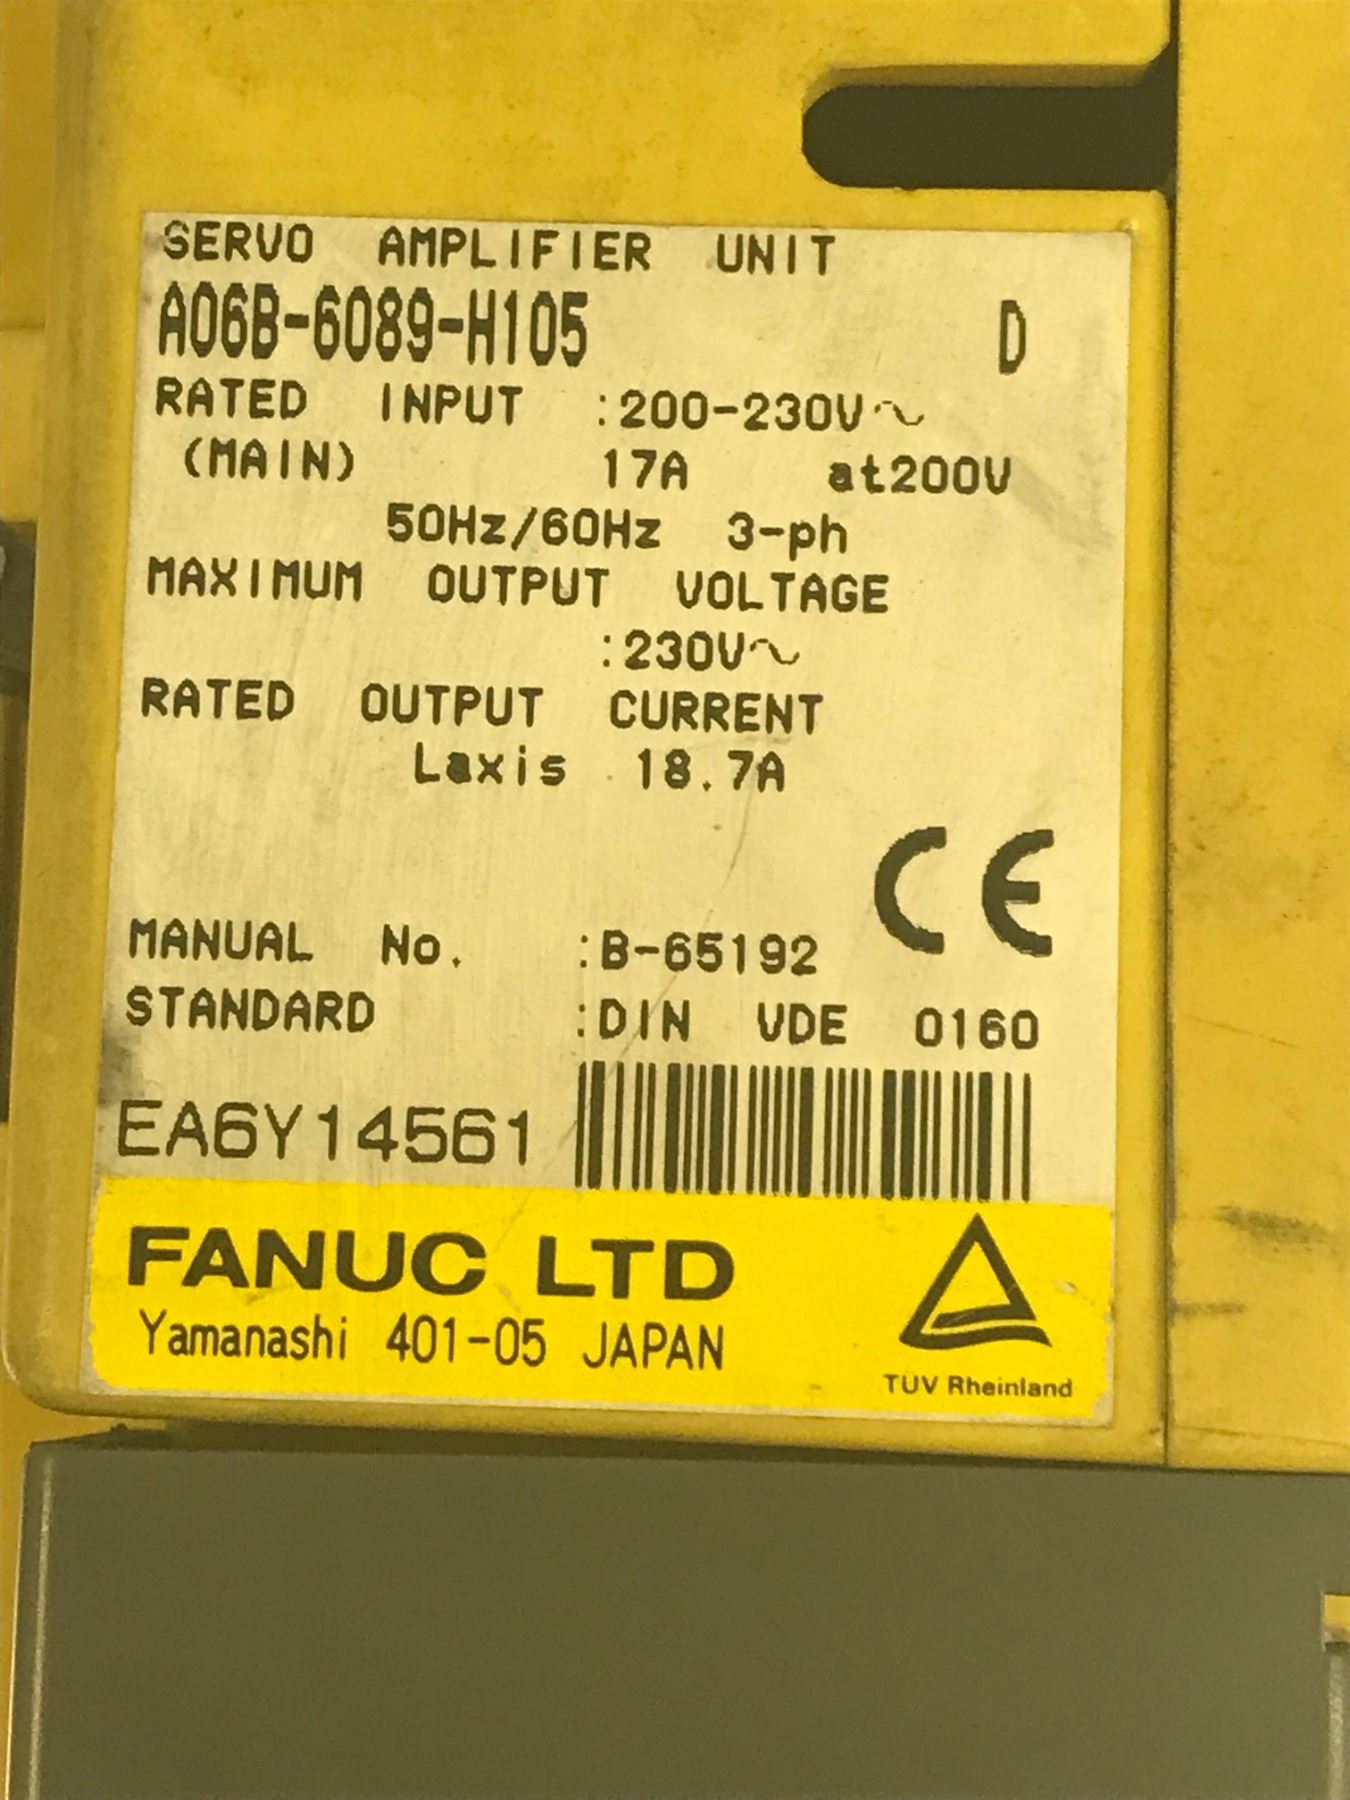 SERVO AMPLIFIER UNIT
A06B-6089-H105 D
RATED INPUT :200-230V~
(MAIN) 17A at200V
50Hz/60Hz 3-ph
MAXIMUM OUTPUT VOLTAGE
:230V~
RATED OUTPUT CURRENT
Laxis 18.7A
CE
MANUAL No. :B-65192
STANDARD :DIN VDE 0160
EA6Y14561
FANUC LTD
Yamanashi 401-05 JAPAN
TUV Rheinland